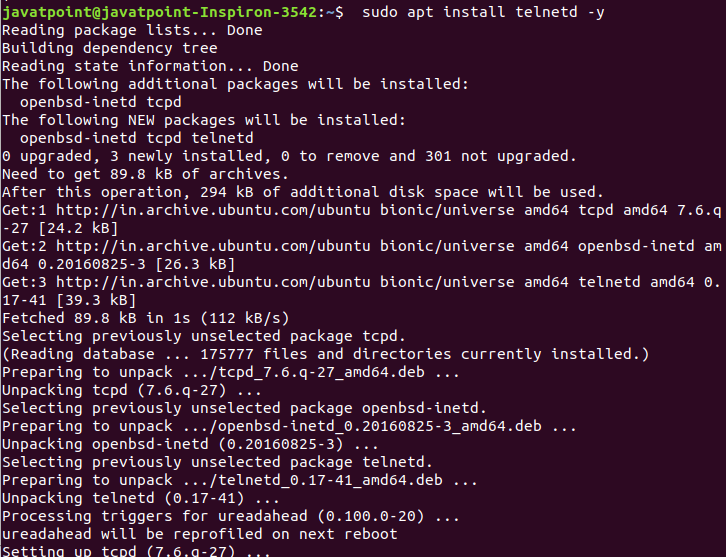 javatpoint@javatpoint-Inspiron-3542:~$  sudo apt install telnetd -y
Reading package lists... Done
Building dependency tree
Reading state information... Done
The following additional packages will be installed:
  openbsd-inetd tcpd
The following NEW packages will be installed:
  openbsd-inetd tcpd telnetd
0 upgraded, 3 newly installed, 0 to remove and 301 not upgraded.
Need to get 89.8 kB of archives.
After this operation, 294 kB of additional disk space will be used.
Get:1 http://in.archive.ubuntu.com/ubuntu bionic/universe amd64 tcpd amd64 7.6.q
-27 [24.2 kB]
Get:2 http://in.archive.ubuntu.com/ubuntu bionic/universe amd64 openbsd-inetd am
d64 0.20160825-3 [26.3 kB]
Get:3 http://in.archive.ubuntu.com/ubuntu bionic/universe amd64 telnetd amd64 0.
17-41 [39.3 kB]
Fetched 89.8 kB in 1s (112 kB/s)
Selecting previously unselected package tcpd.
(Reading database ... 175777 files and directories currently installed.)
Preparing to unpack .../tcpd_7.6.q-27_amd64.deb ...
Unpacking tcpd (7.6.q-27) ...
Selecting previously unselected package openbsd-inetd.
Preparing to unpack .../openbsd-inetd_0.20160825-3_amd64.deb ...
Unpacking openbsd-inetd (0.20160825-3) ...
Selecting previously unselected package telnetd.
Preparing to unpack .../telnetd_0.17-41_amd64.deb ...
Unpacking telnetd (0.17-41) ...
Processing triggers for ureadahead (0.100.0-20) ...
ureadahead will be reprofiled on next reboot
Setting up tcpd (7.6.q-27) ...